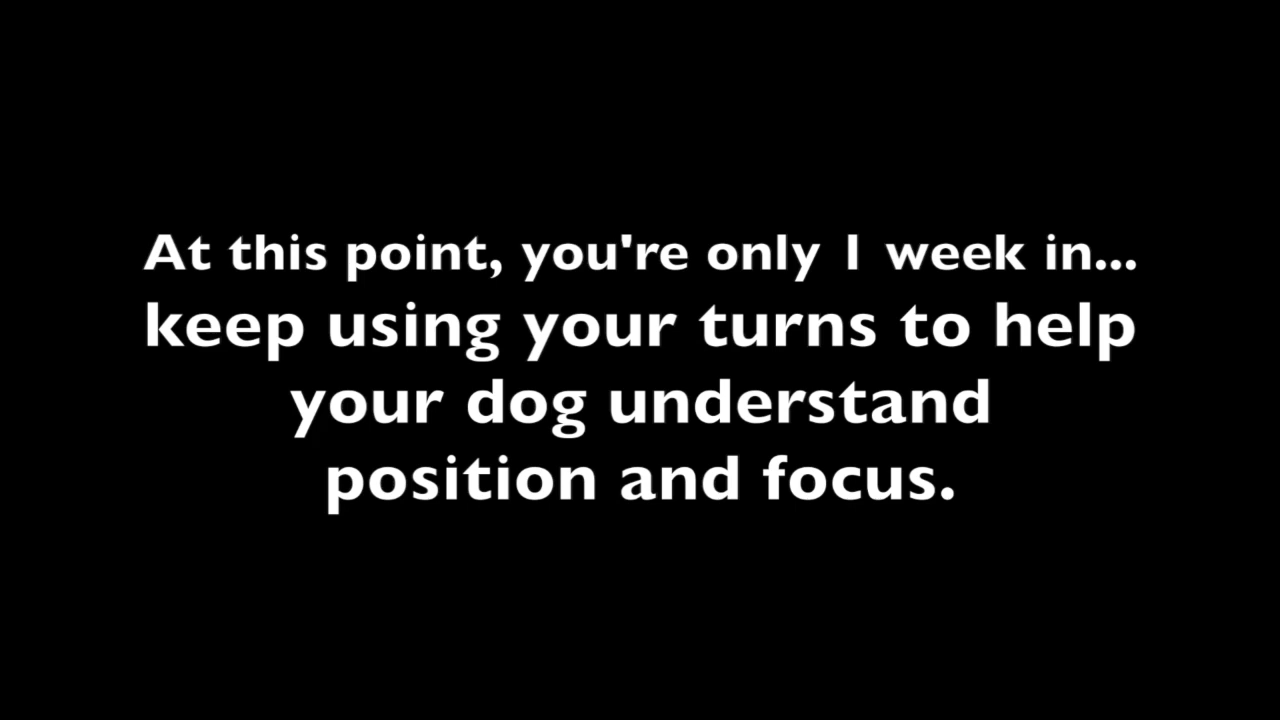 At this point, you're only 1 week in...
keep using your turns to help
your dog understand
position and focus.